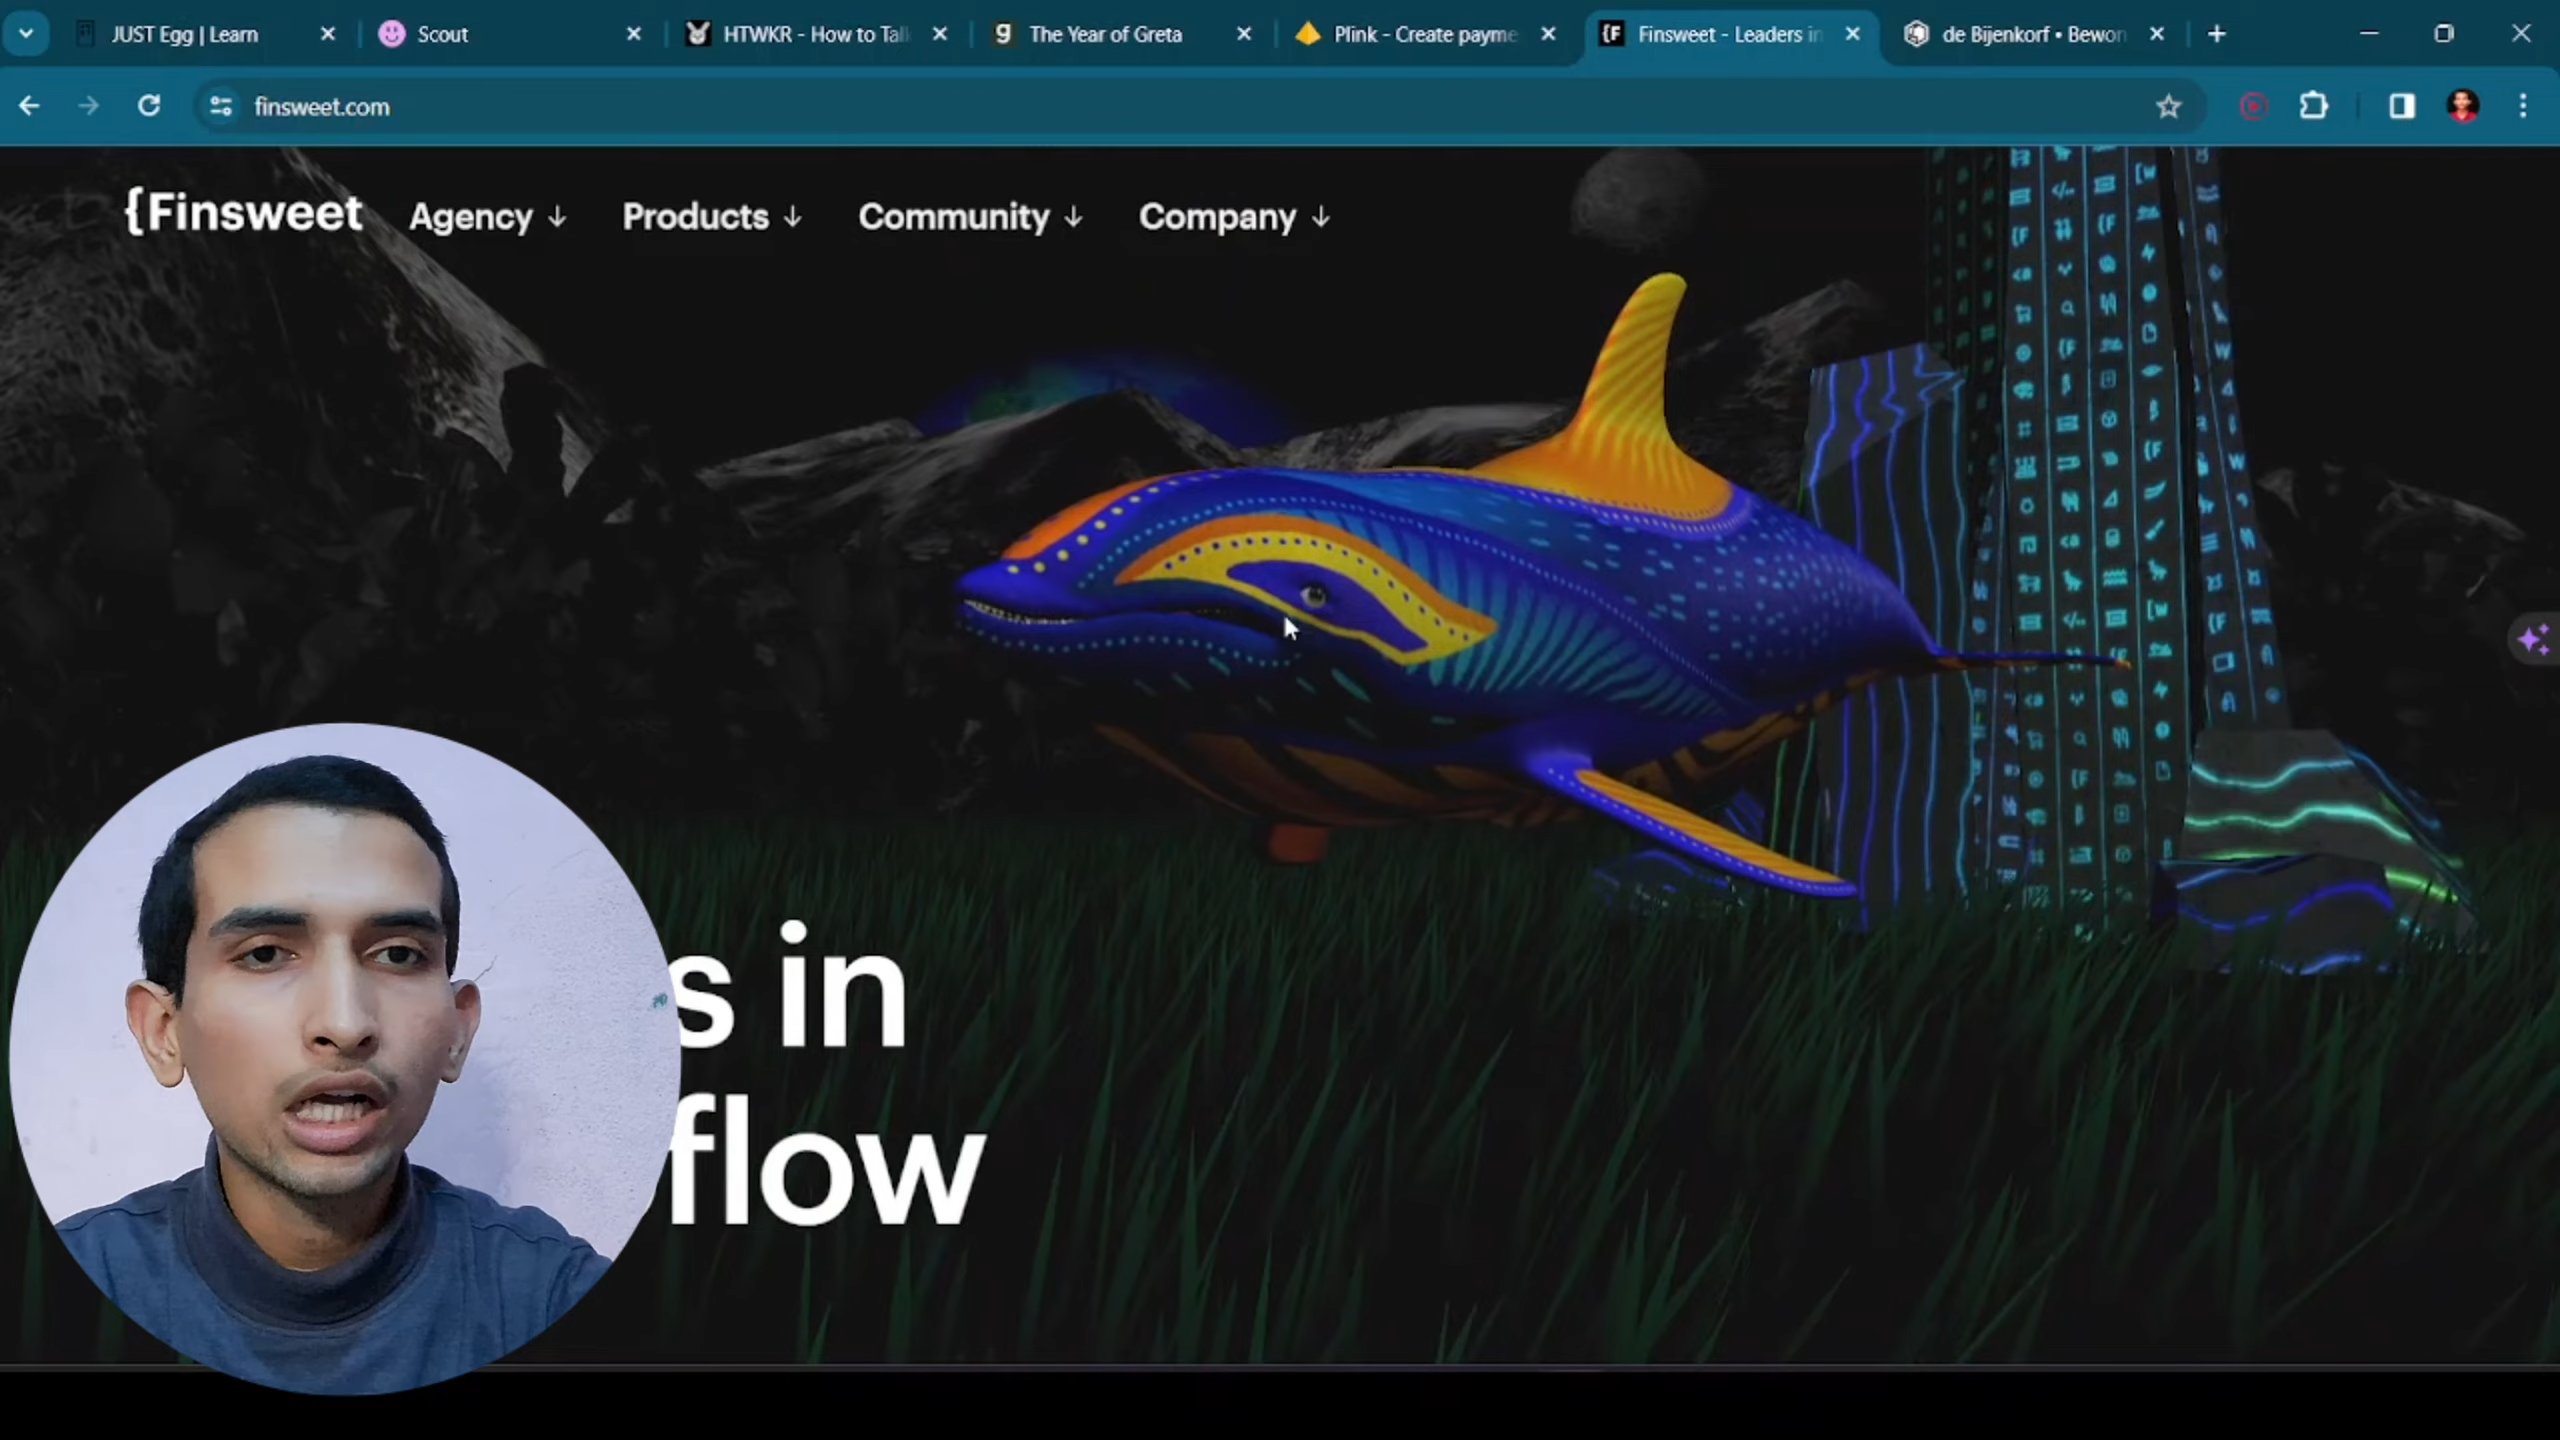 JUST Egg | Learn
Scout
HTWKR - How to Talk
The Year of Greta
Plink - Create payme
Finsweet - Leaders in
de Bijenkorf • Bewon
finsweet.com
{Finsweet
Agency ↓
Products ↓
Community ↓
Company ↓
s in
flow